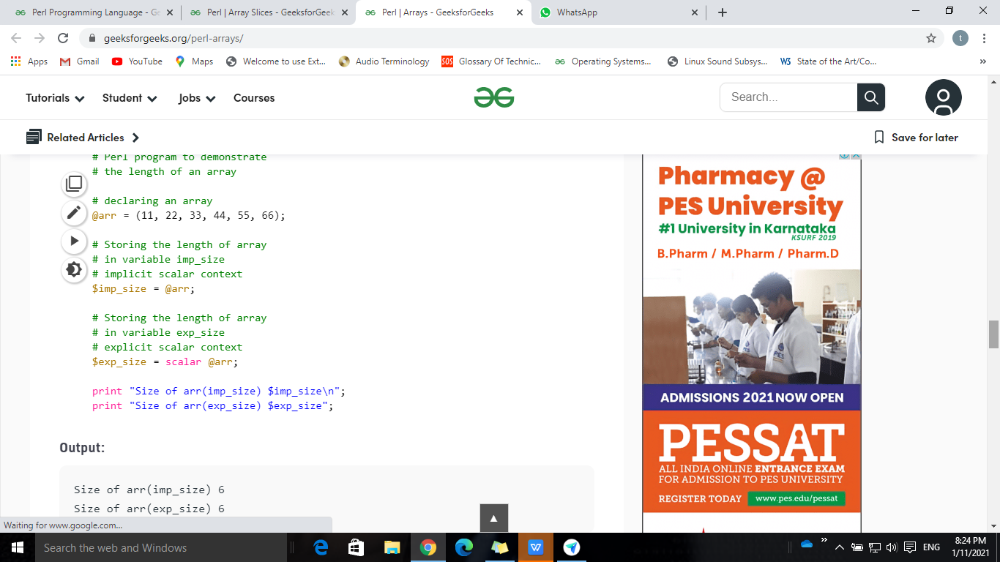 Perl Programming Language - Ge
Perl | Array Slices - GeeksforGeek
Perl | Arrays - GeeksforGeeks
WhatsApp
geeksforgeeks.org/perl-arrays/
t
Apps
Gmail
YouTube
Maps
Welcome to use Ext...
Audio Terminology
SOS
Glossary Of Technic...
Operating Systems...
Linux Sound Subsys...
W3
State of the Art/Co...
»
Tutorials
Student
Jobs
Courses
Search...
Related Articles
Save for later
# Perl program to demonstrate
# the length of an array
# declaring an array
@arr = (11, 22, 33, 44, 55, 66);
# Storing the length of array
# in variable imp_size
# implicit scalar context
$imp_size = @arr;
# Storing the length of array
# in variable exp_size
# explicit scalar context
$exp_size = scalar @arr;
print "Size of arr(imp_size) $imp_size\n";
print "Size of arr(exp_size) $exp_size";
Output:
Size of arr(imp_size) 6
Size of arr(exp_size) 6
Pharmacy @
PES University
#1 University in Karnataka
KSURF 2019
B.Pharm / M.Pharm / Pharm.D
PES
ADMISSIONS 2021 NOW OPEN
PESSAT
ALL INDIA ONLINE ENTRANCE EXAM
FOR ADMISSION TO PES UNIVERSITY
REGISTER TODAY www.pes.edu/pessat
Waiting for www.google.com...
Search the web and Windows
W
»
ENG
8:24 PM
1/11/2021